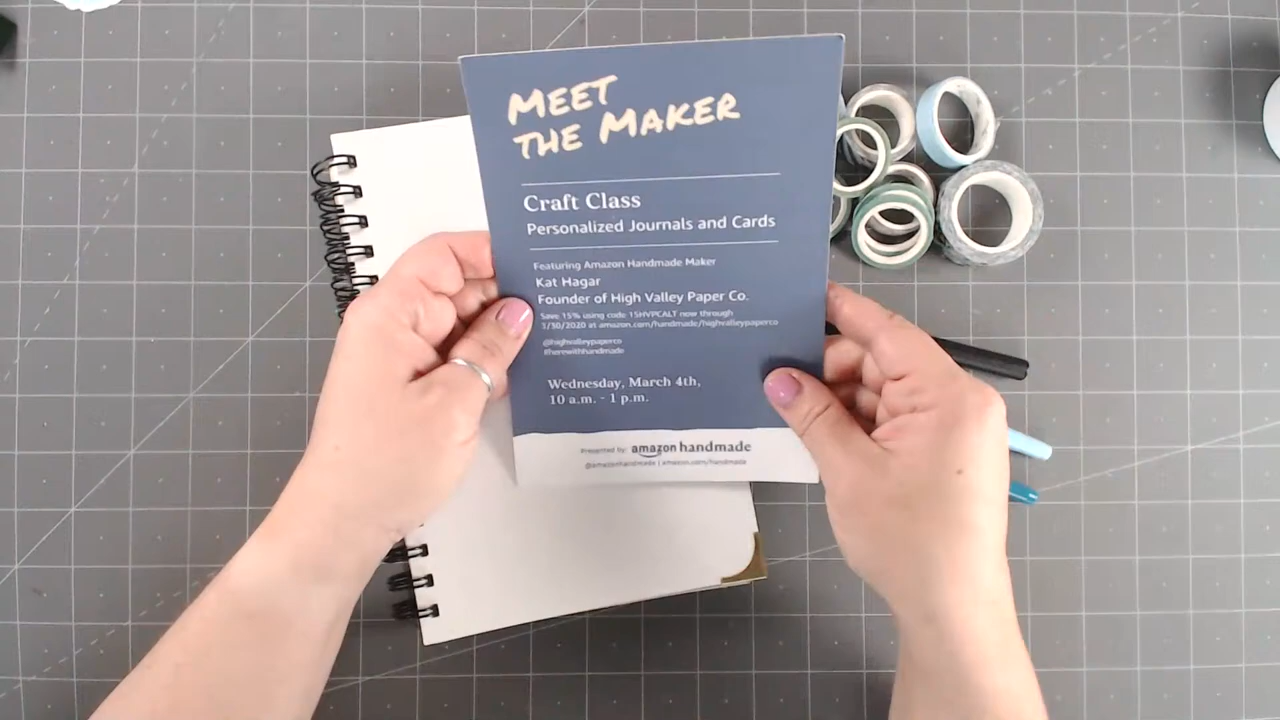 MEET
THE MAKER
Craft Class
Personalized Journals and Cards
Featuring Amazon Handmade Maker
Kat Hagar
Founder of High Valley Paper Co.
Save 15% using code 15HVPCALT now through
3/30/2020 at amazon.com/handmade/highvalleypaperco
@highvalleypaperco
#herewithhandmade
Wednesday, March 4th,
10 a.m. - 1 p.m.
Presented by: amazon handmade
@amazonhandmade | amazon.com/handmade